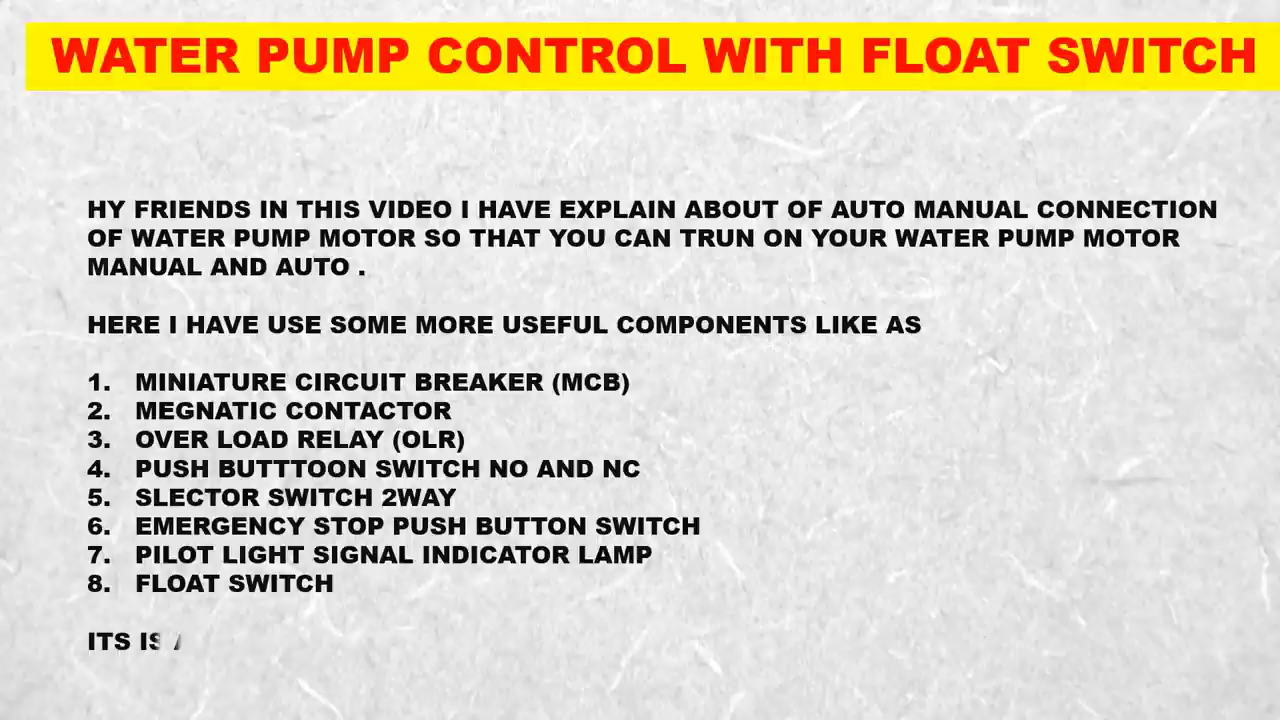 WATER PUMP CONTROL WITH FLOAT SWITCH
HY FRIENDS IN THIS VIDEO I HAVE EXPLAIN ABOUT OF AUTO MANUAL CONNECTION
OF WATER PUMP MOTOR SO THAT YOU CAN TRUN ON YOUR WATER PUMP MOTOR
MANUAL AND AUTO .
HERE I HAVE USE SOME MORE USEFUL COMPONENTS LIKE AS
1. MINIATURE CIRCUIT BREAKER (MCB)
2. MEGNATIC CONTACTOR
3. OVER LOAD RELAY (OLR)
4. PUSH BUTTTOON SWITCH NO AND NC
5. SLECTOR SWITCH 2WAY
6. EMERGENCY STOP PUSH BUTTON SWITCH
7. PILOT LIGHT SIGNAL INDICATOR LAMP
8. FLOAT SWITCH
ITS IS